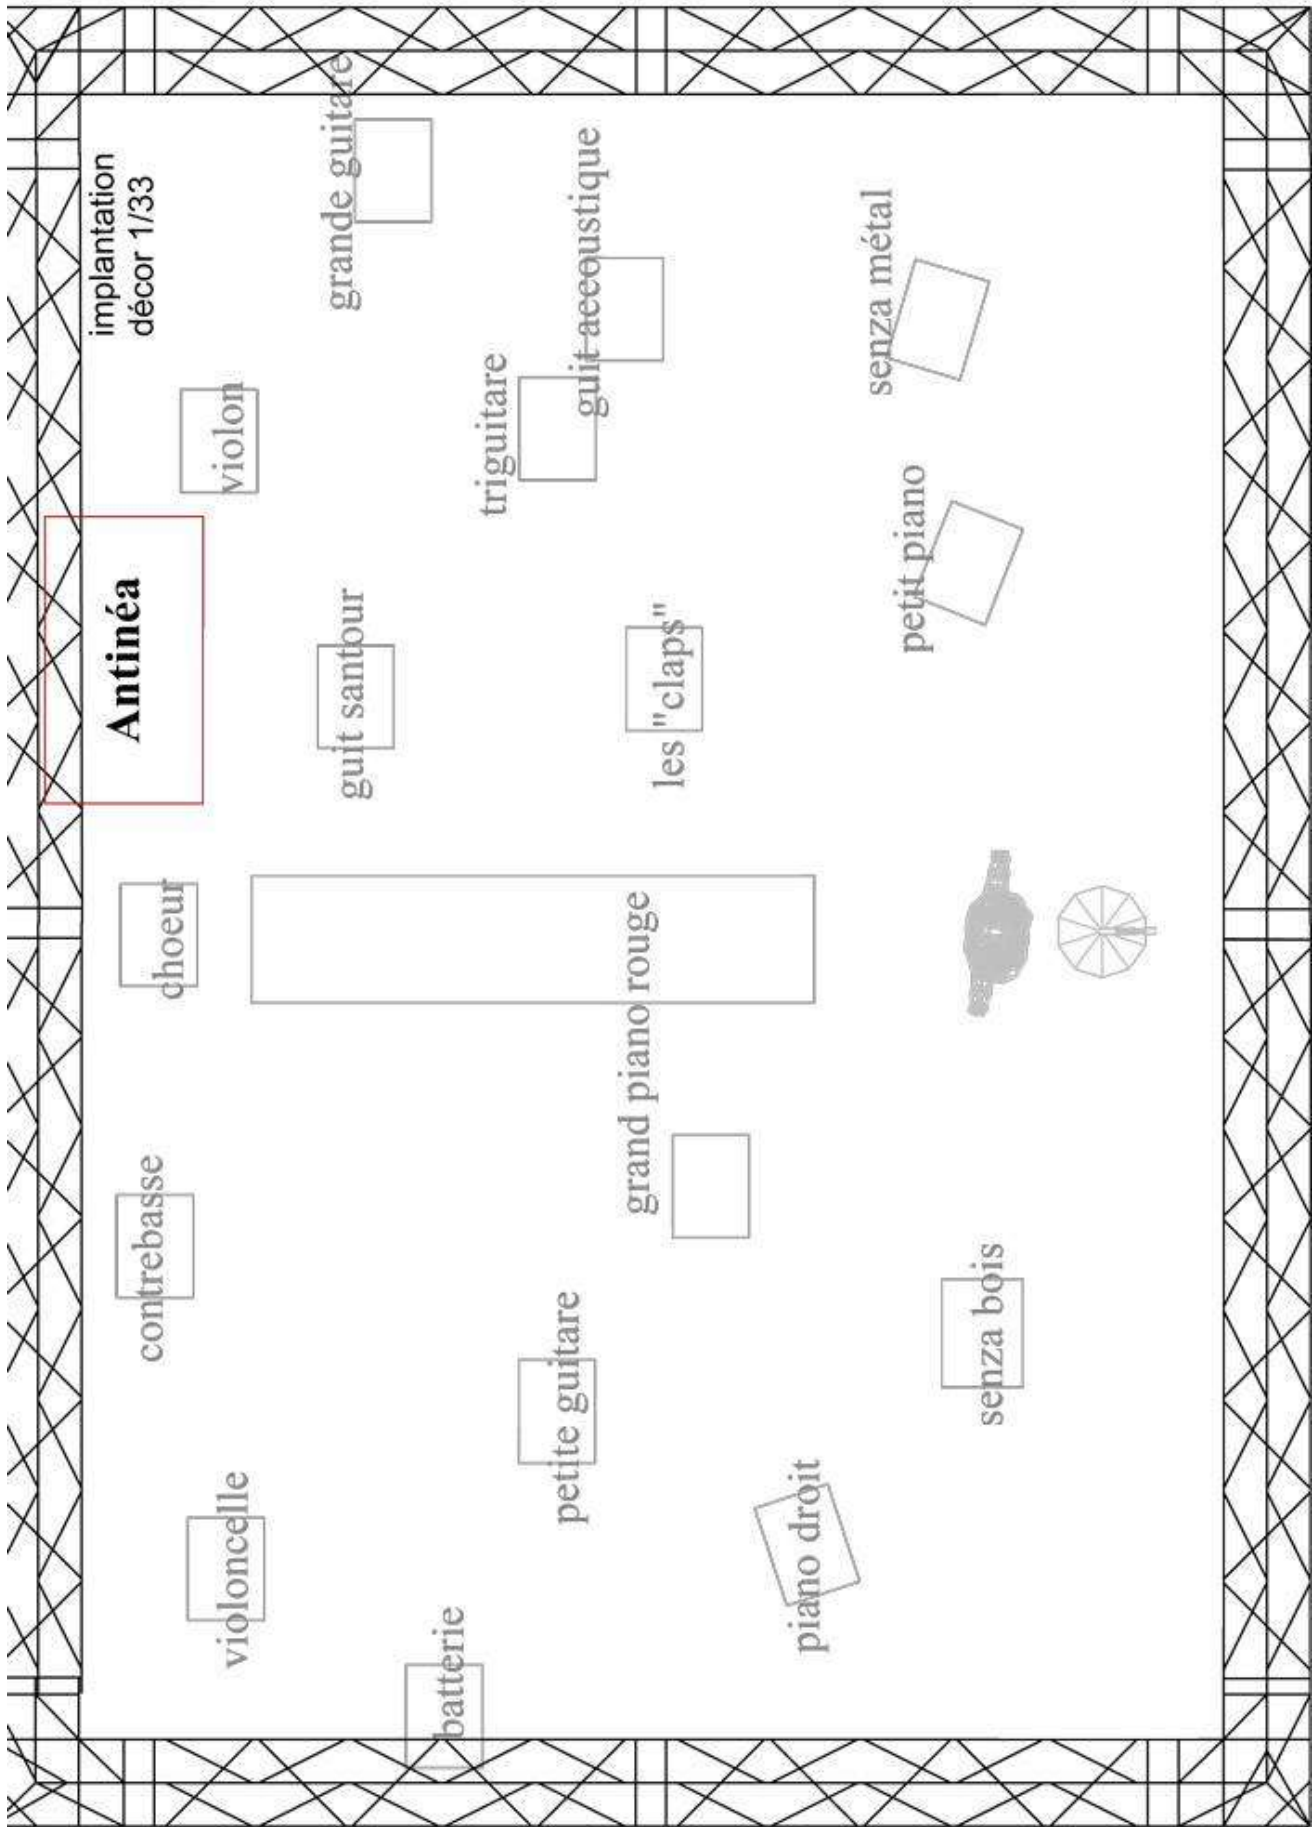 implantation
décor 1/33
Antinéa
violoncelle
contrebasse
choeur
violon
guit santour
grande guitare
batterie
triguitare
petite guitare
guit accoustique
grand piano rouge
les "claps"
piano droit
senza métal
petit piano
senza bois